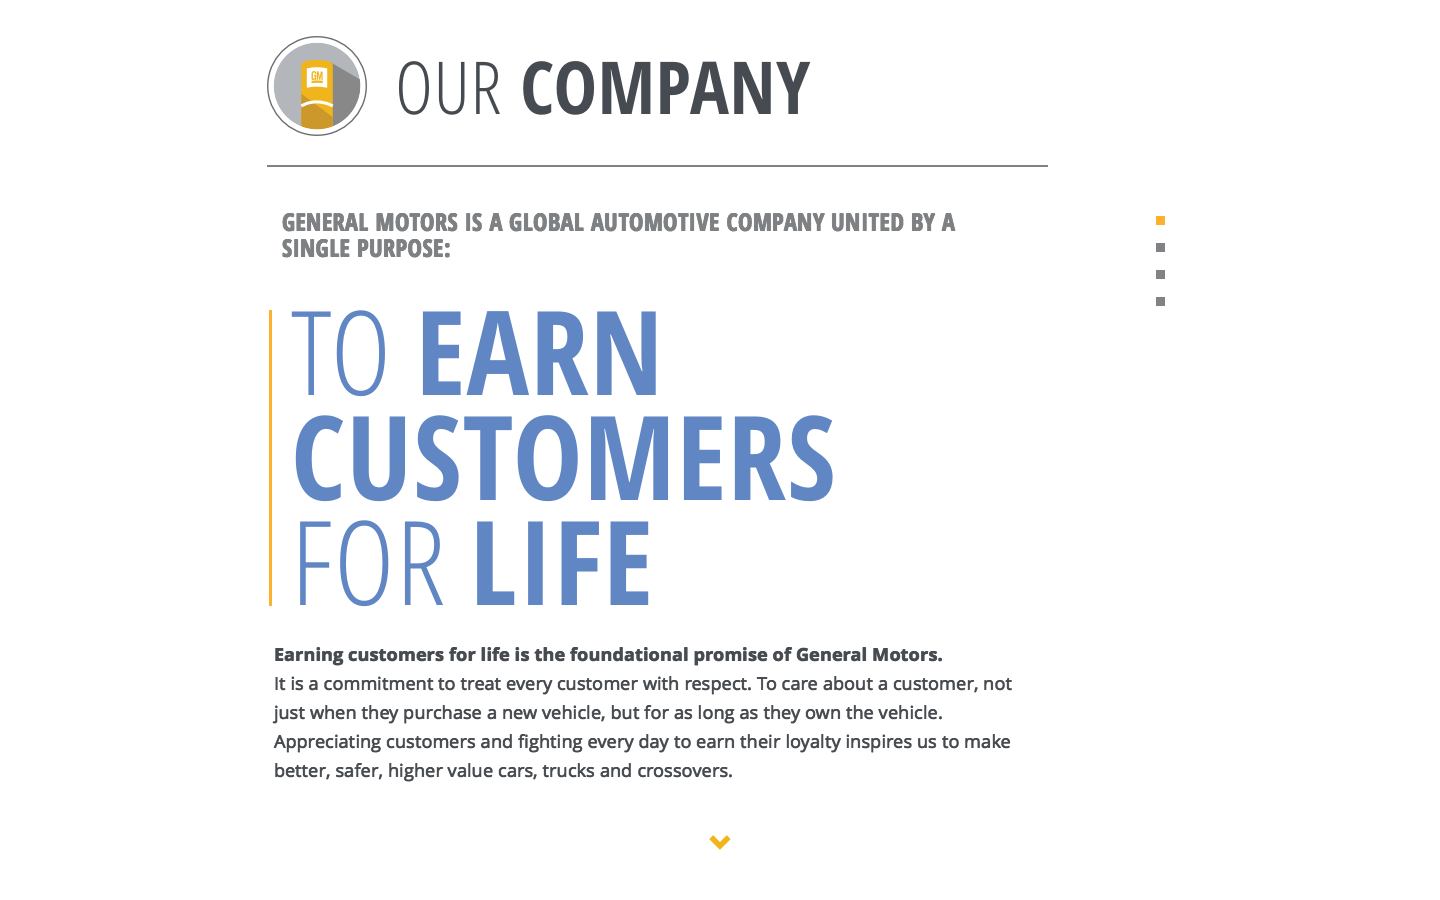 GM
OUR COMPANY
GENERAL MOTORS IS A GLOBAL AUTOMOTIVE COMPANY UNITED BY A
SINGLE PURPOSE:
TO EARN
CUSTOMERS
FOR LIFE
Earning customers for life is the foundational promise of General Motors.
It is a commitment to treat every customer with respect. To care about a customer, not
just when they purchase a new vehicle, but for as long as they own the vehicle.
Appreciating customers and fighting every day to earn their loyalty inspires us to make
better, safer, higher value cars, trucks and crossovers.